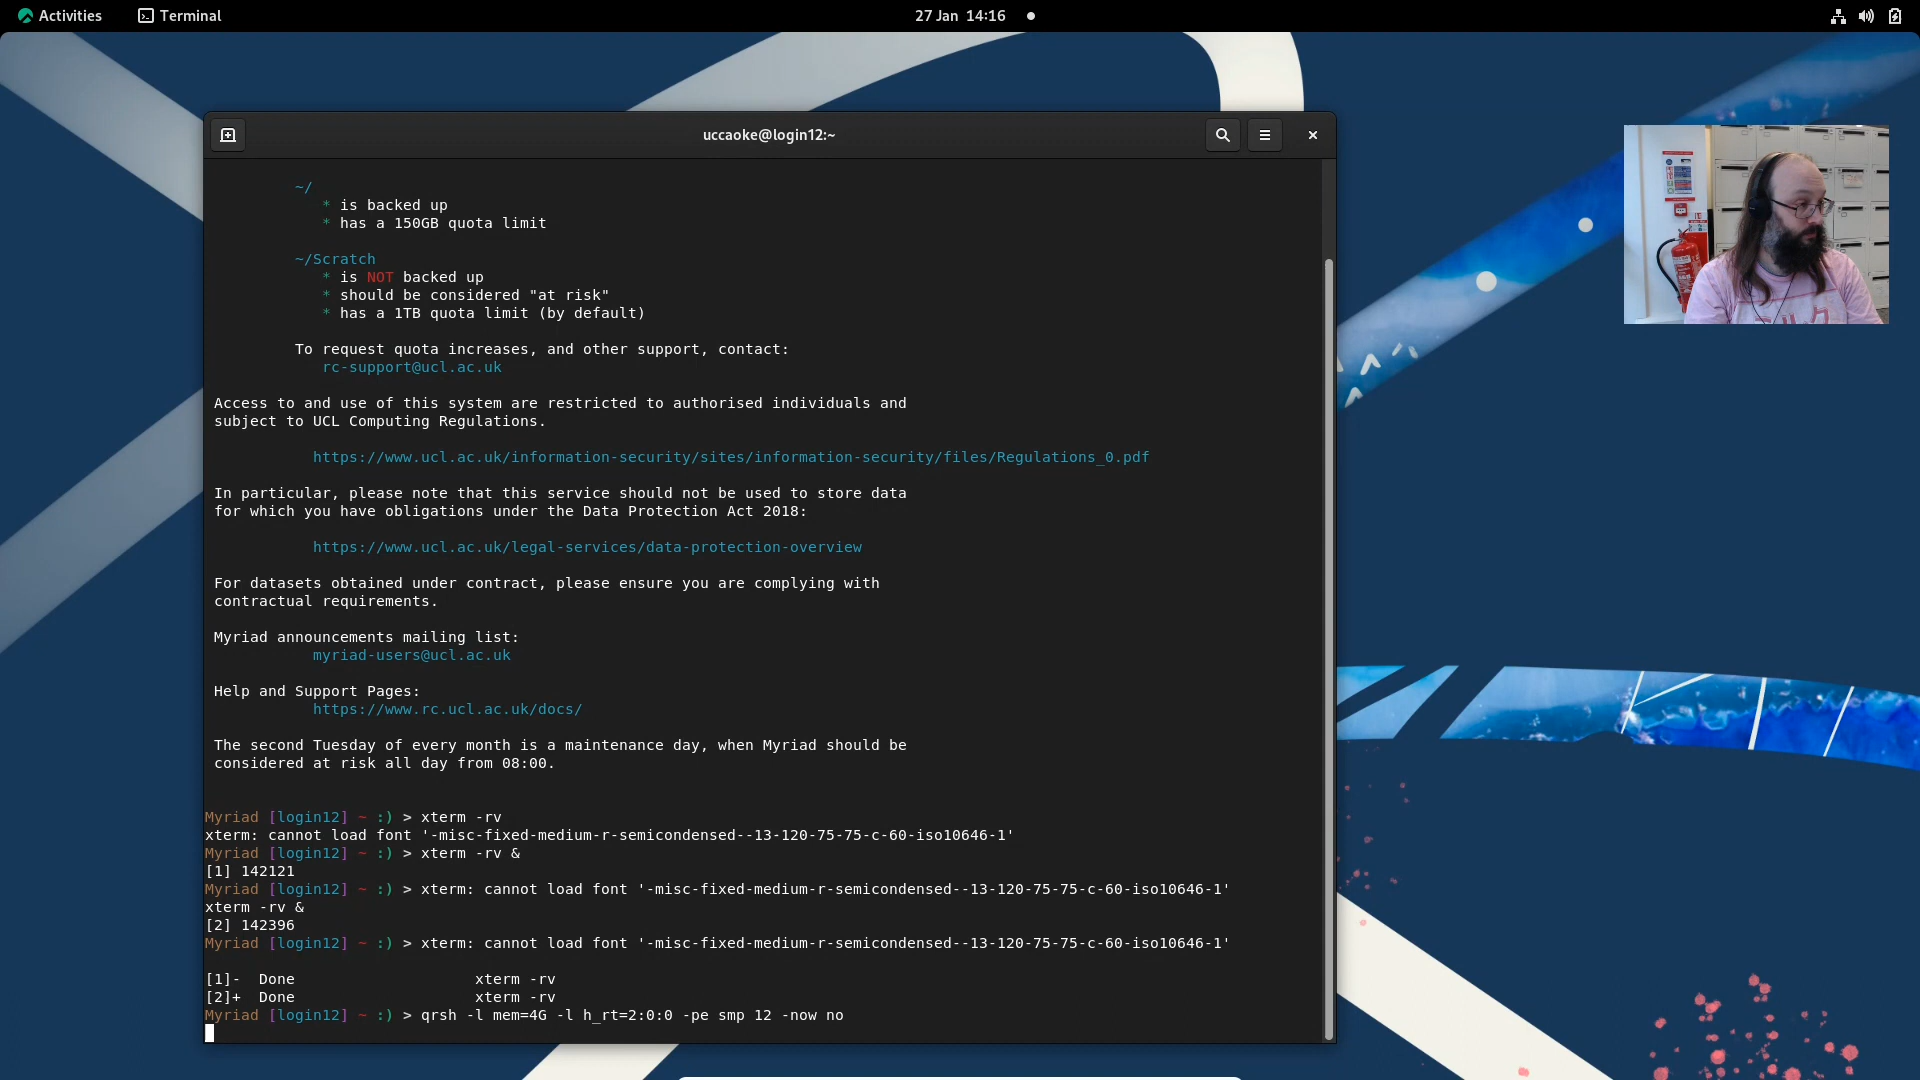 Activities
Terminal
27 Jan 14:16
uccaoke@login12:~
~/
* is backed up
* has a 150GB quota limit
~/Scratch
* is NOT backed up
* should be considered "at risk"
* has a 1TB quota limit (by default)
To request quota increases, and other support, contact:
rc-support@ucl.ac.uk
Access to and use of this system are restricted to authorised individuals and
subject to UCL Computing Regulations.
https://www.ucl.ac.uk/information-security/sites/information-security/files/Regulations_0.pdf
In particular, please note that this service should not be used to store data
for which you have obligations under the Data Protection Act 2018:
https://www.ucl.ac.uk/legal-services/data-protection-overview
For datasets obtained under contract, please ensure you are complying with
contractual requirements.
Myriad announcements mailing list:
myriad-users@ucl.ac.uk
Help and Support Pages:
https://www.rc.ucl.ac.uk/docs/
The second Tuesday of every month is a maintenance day, when Myriad should be
considered at risk all day from 08:00.
Myriad [login12] ~ :) > xterm -rv
xterm: cannot load font '-misc-fixed-medium-r-semicondensed--13-120-75-75-c-60-iso10646-1'
Myriad [login12] ~ :) > xterm -rv &
[1] 142121
Myriad [login12] ~ :) > xterm: cannot load font '-misc-fixed-medium-r-semicondensed--13-120-75-75-c-60-iso10646-1'
xterm -rv &
[2] 142396
Myriad [login12] ~ :) > xterm: cannot load font '-misc-fixed-medium-r-semicondensed--13-120-75-75-c-60-iso10646-1'
[1]-  Done                    xterm -rv
[2]+  Done                    xterm -rv
Myriad [login12] ~ :) > qrsh -l mem=4G -l h_rt=2:0:0 -pe smp 12 -now no
ミルク